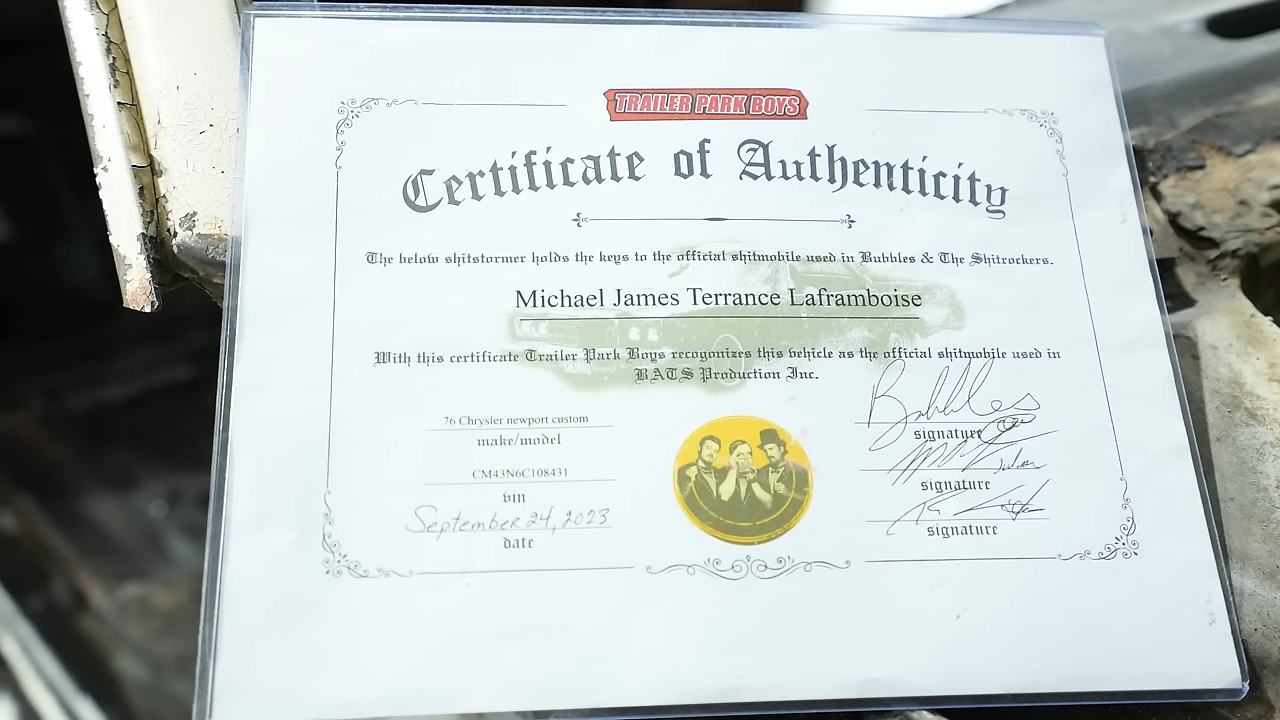 TRAILER PARK BOYS
Certificate of Authenticity
The below shitstormer holds the keys to the official shitmobile used in Bubbles & The Shitrockers.
Michael James Terrance Laframboise
With this certificate Trailer Park Boys recogonizes this vehicle as the official shitmobile used in
BATS Production Inc.
76 Chrysler newport custom
make/model
CM43N6C108431
vin
September 24, 2023
date
Bubbles
signature
signature
signature